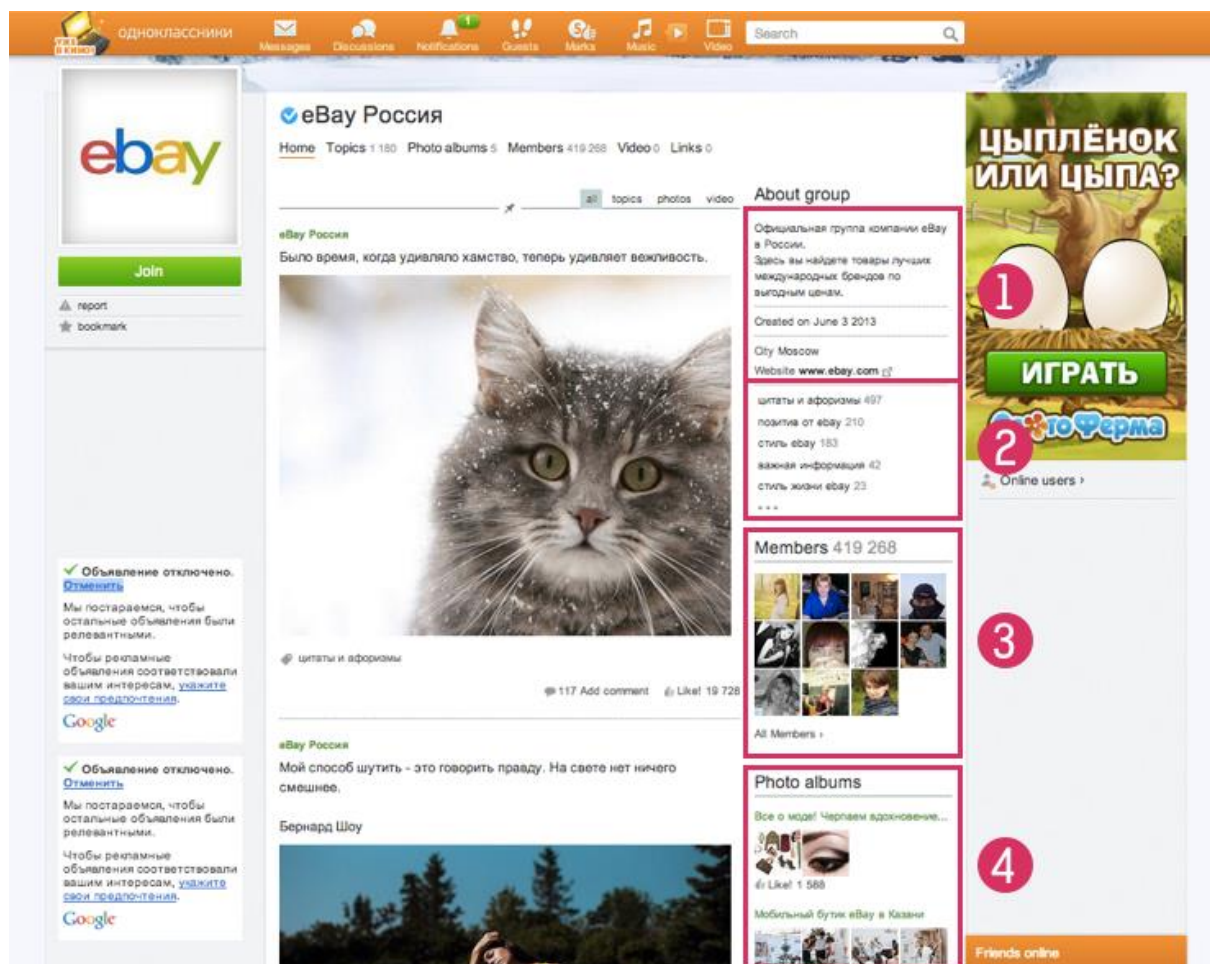 УЖЕ
В КИНО!
одноклассники
Messages
Discussions
1
Notifications
Guests
Marks
Music
Video
Search
ebay
Join
report
bookmark
eBay Россия
Home Topics 1 180 Photo albums 5 Members 419 268 Video 0 Links 0
all topics photos video
eBay Россия
Было время, когда удивляло хамство, теперь удивляет вежливость.
цитаты и афоризмы
117 Add comment Like! 19 728
eBay Россия
Мой способ шутить - это говорить правду. На свете нет ничего
смешнее.
Бернард Шоу
About group
Официальная группа компании eBay
в России.
Здесь вы найдете товары лучших
международных брендов по
выгодным ценам.
Created on June 3 2013
City Moscow
Website www.ebay.com
1
цитаты и афоризмы 497
позитив от ebay 210
стиль ebay 183
важная информация 42
стиль жизни ebay 23
2
Members 419 268
All Members ›
3
Photo albums
Все о моде! Черпаем вдохновение...
Like! 1 588
Мобильный бутик eBay в Казани
4
ЦЫПЛЁНОК
ИЛИ ЦЫПА?
ИГРАТЬ
Online users ›
Friends online
Объявление отключено.
Отменить
Мы постараемся, чтобы
остальные объявления были
релевантными.
Чтобы рекламные
объявления соответствовали
вашим интересам, укажите
свои предпочтения.
Google
Объявление отключено.
Отменить
Мы постараемся, чтобы
остальные объявления были
релевантными.
Чтобы рекламные
объявления соответствовали
вашим интересам, укажите
свои предпочтения.
Google